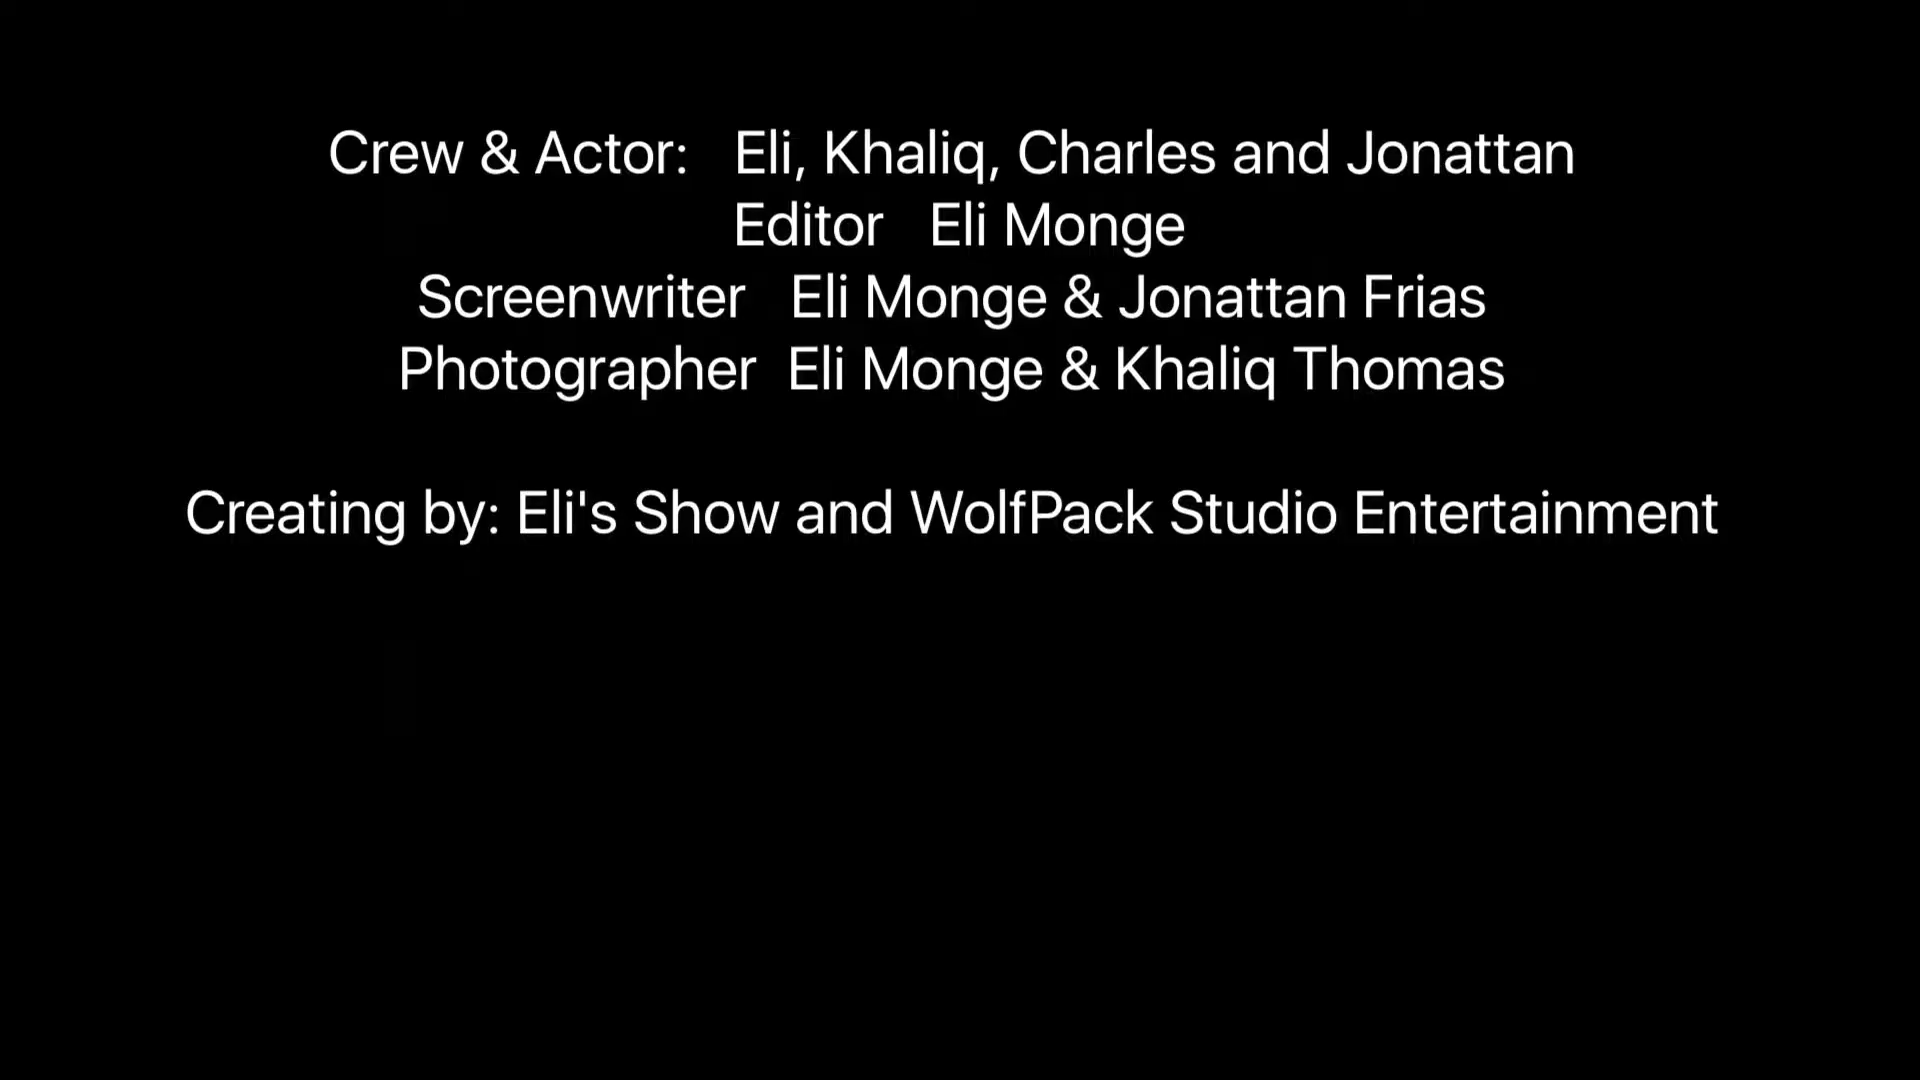 Crew & Actor: Eli, Khaliq, Charles and Jonattan
Editor Eli Monge
Screenwriter Eli Monge & Jonattan Frias
Photographer Eli Monge & Khaliq Thomas
Creating by: Eli's Show and WolfPack Studio Entertainment